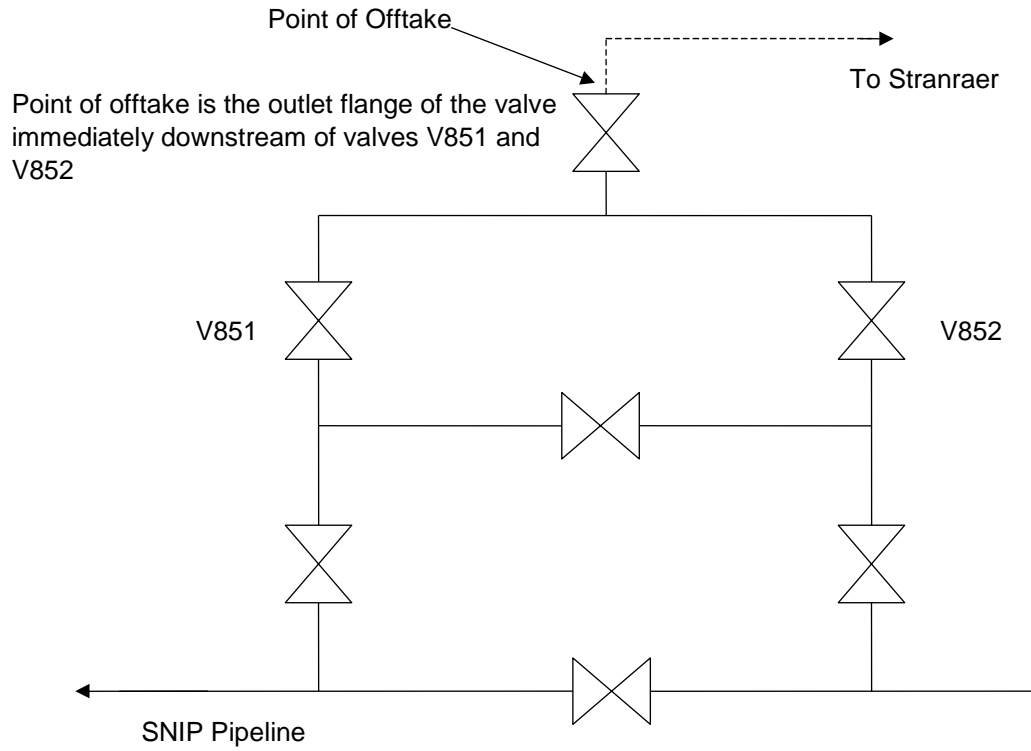 Point of Offtake
To Stranraer
Point of offtake is the outlet flange of the valve
immediately downstream of valves V851 and
V852
V851
V852
SNIP Pipeline